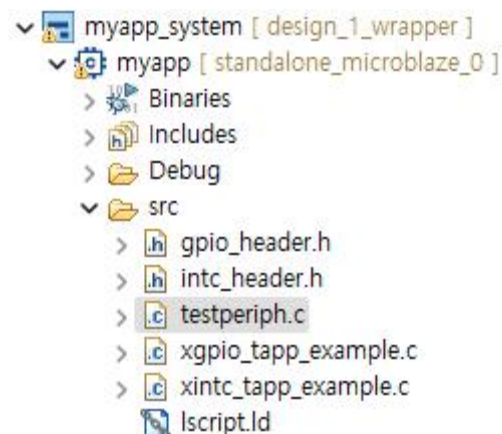 myapp_system [ design_1_wrapper ]
myapp [ standalone_microblaze_0 ]
Binaries
Includes
Debug
src
gpio_header.h
intc_header.h
testperiph.c
xgpio_tapp_example.c
xintc_tapp_example.c
lscript.ld